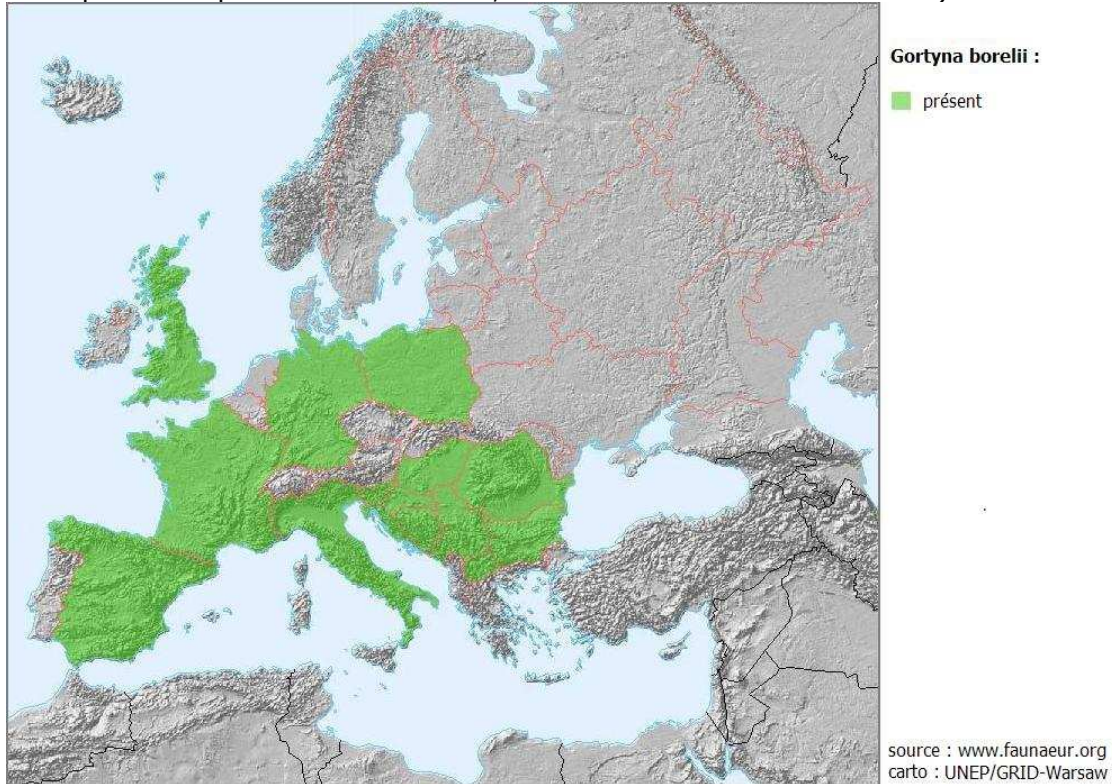 Gortyna borelii :
présent
source : www.faunaeur.org
carto : UNEP/GRID-Warsaw